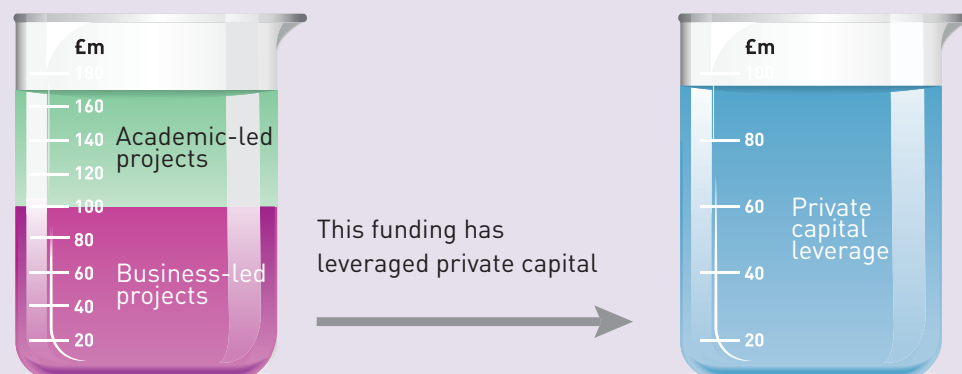 £m
180
160
140
120
100
80
60
40
20
Academic-led
projects
Business-led
projects
This funding has
leveraged private capital
£m
100
80
60
40
20
Private
capital
leverage